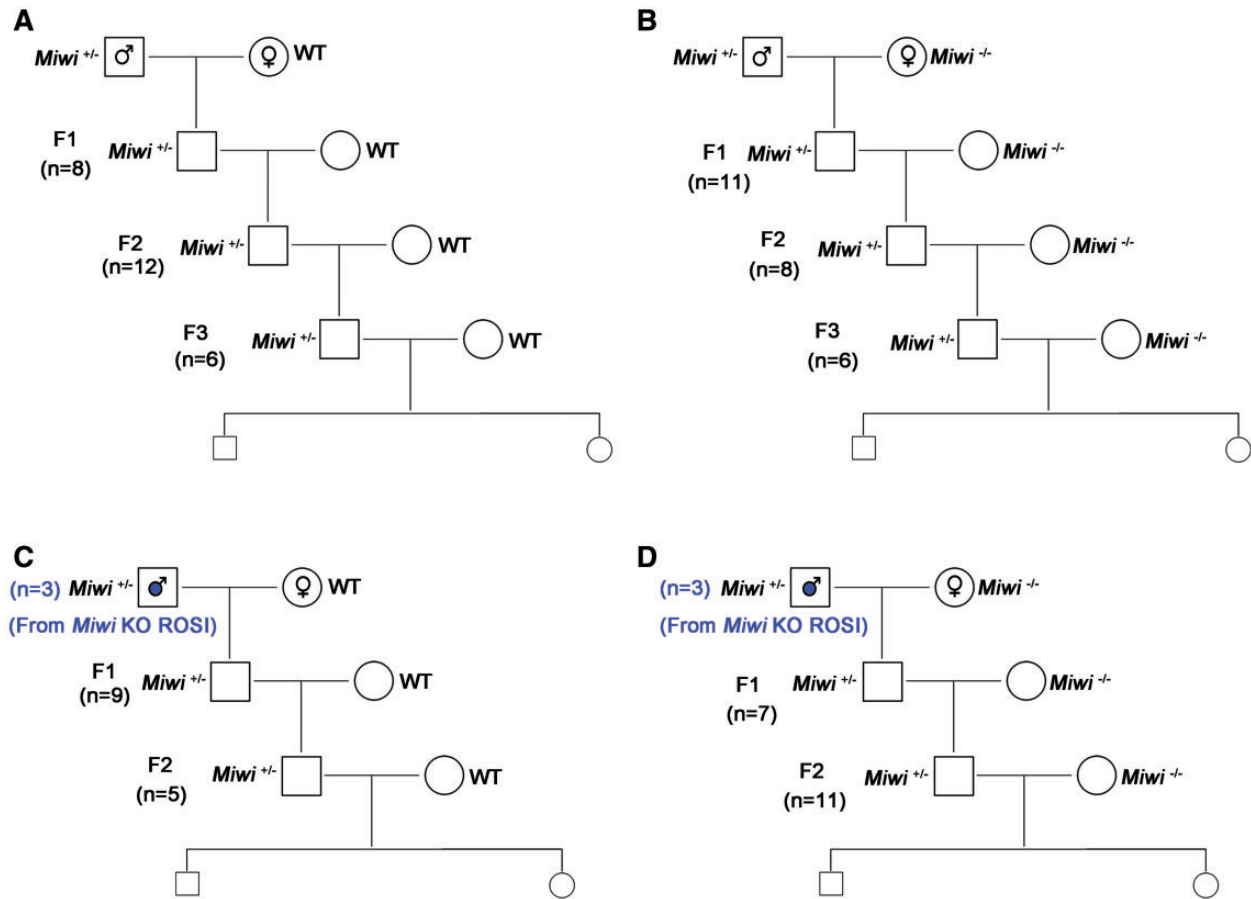 A
Miwi +/- ♂ ♀ WT
F1 Miwi +/- WT
(n=8)
F2 Miwi +/- WT
(n=12)
F3 Miwi +/- WT
(n=6)
B
Miwi +/- ♂ ♀ Miwi -/-
F1 Miwi +/- Miwi -/-
(n=11)
F2 Miwi +/- Miwi -/-
(n=8)
F3 Miwi +/- Miwi -/-
(n=6)
C
(n=3) Miwi +/- ♂ ♀ WT
(From Miwi KO ROSI)
F1 Miwi +/- WT
(n=9)
F2 Miwi +/- WT
(n=5)
D
(n=3) Miwi +/- ♂ ♀ Miwi -/-
(From Miwi KO ROSI)
F1 Miwi +/- Miwi -/-
(n=7)
F2 Miwi +/- Miwi -/-
(n=11)